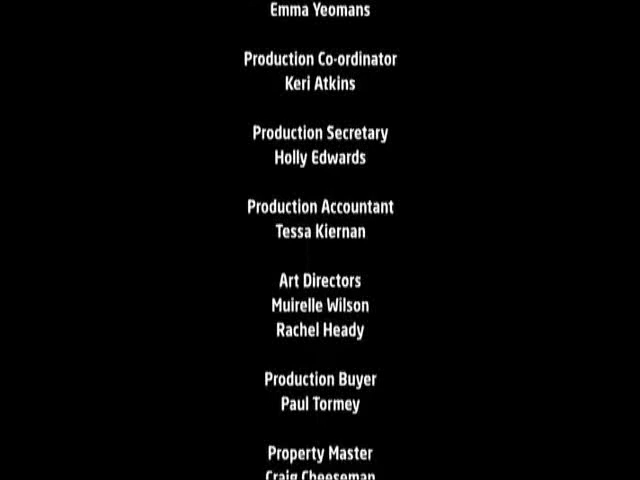 Emma Yeomans
Production Co-ordinator
Keri Atkins
Production Secretary
Holly Edwards
Production Accountant
Tessa Kiernan
Art Directors
Muirelle Wilson
Rachel Heady
Production Buyer
Paul Tormey
Property Master
Craig Cheeseman